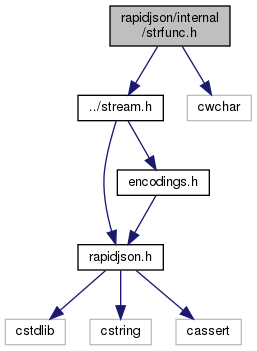 rapidjson/internal
/strfunc.h
../stream.h
cwchar
encodings.h
rapidjson.h
cstdlib
cstring
cassert